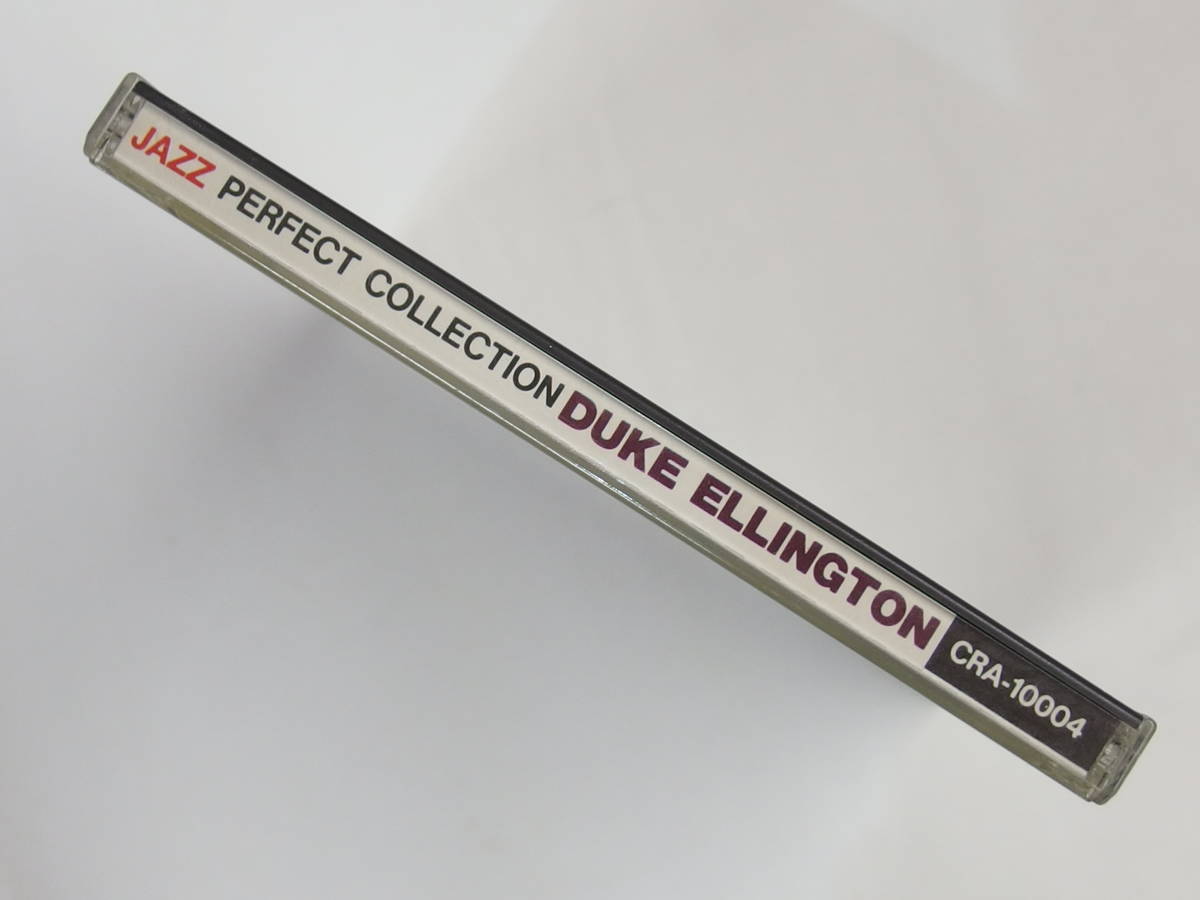 JAZZ PERFECT COLLECTION DUKE ELLINGTON CRA-10004